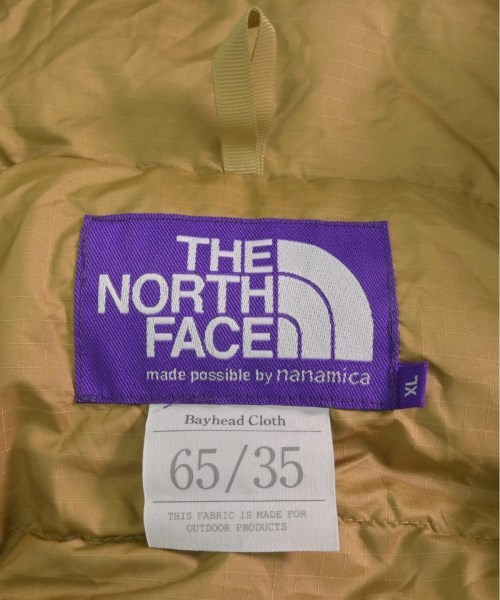 THE
NORTH
FACE
made possible by nanamica
XL
Bayhead Cloth
65/35
THIS FABRIC IS MADE FOR
OUTDOOR PRODUCTS